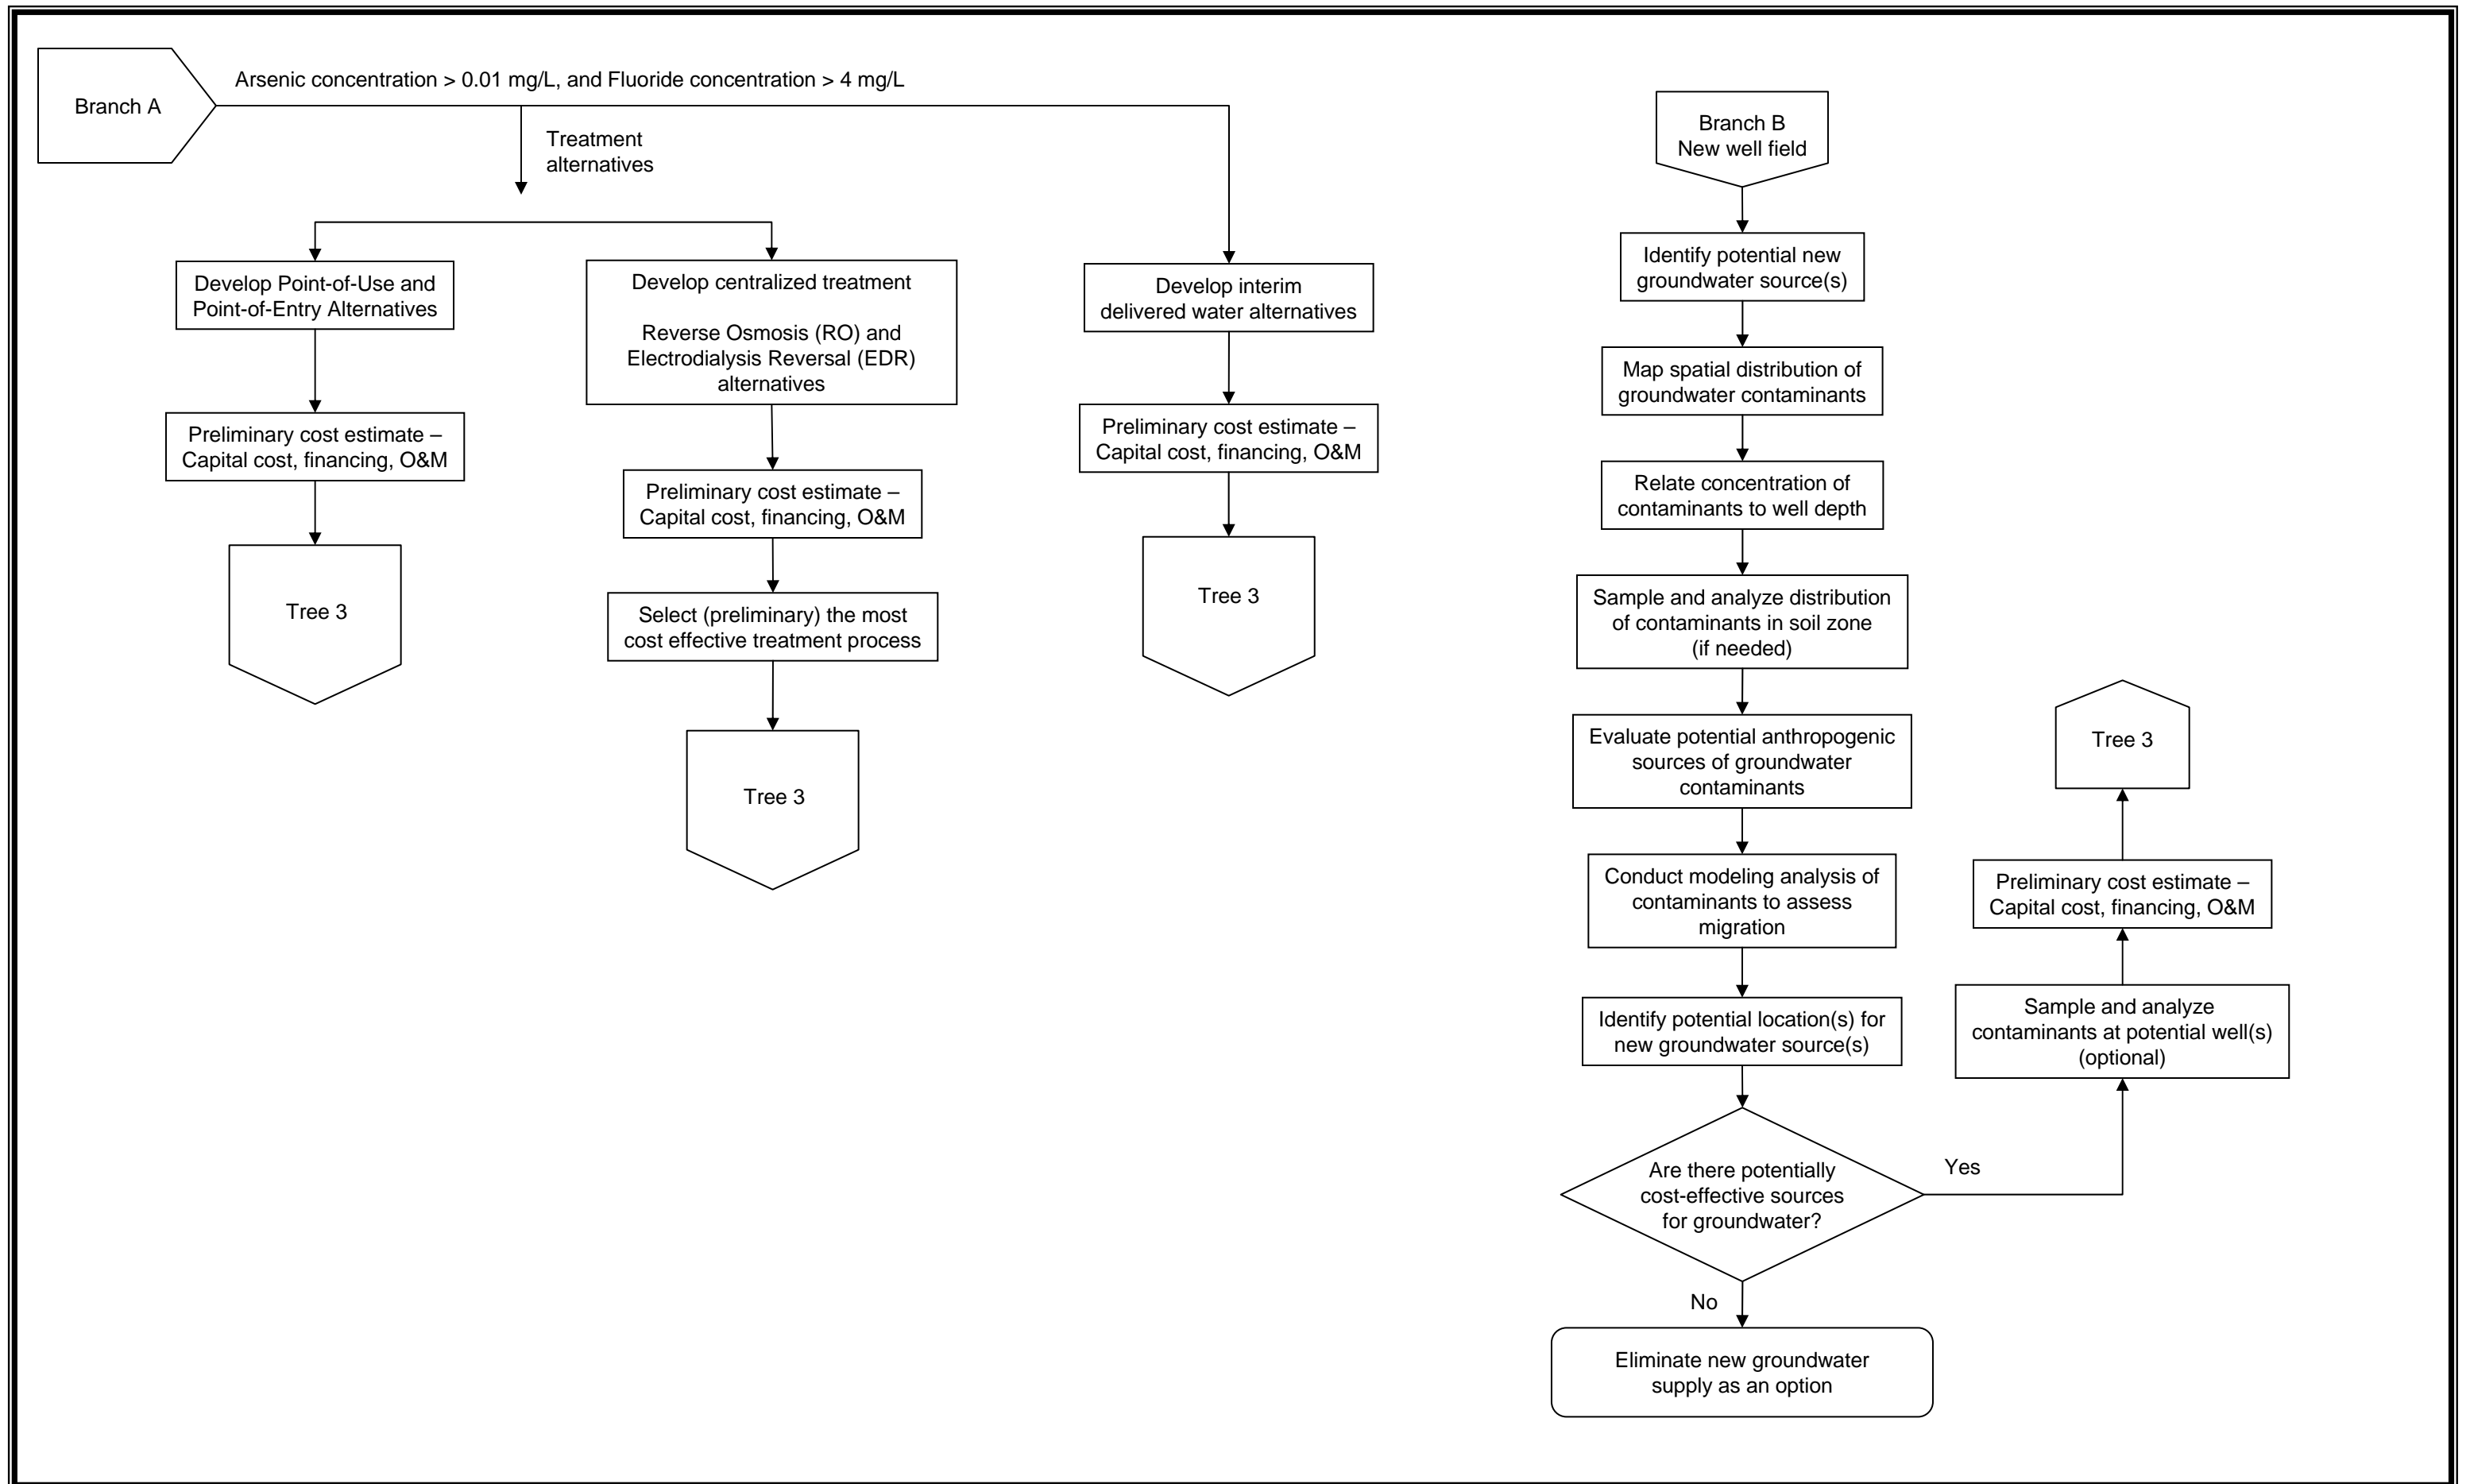 Branch A
Arsenic concentration > 0.01 mg/L, and Fluoride concentration > 4 mg/L
Treatment
alternatives
Develop Point-of-Use and
Point-of-Entry Alternatives
Preliminary cost estimate –
Capital cost, financing, O&M
Tree 3
Develop centralized treatment
Reverse Osmosis (RO) and
Electrodialysis Reversal (EDR)
alternatives
Preliminary cost estimate –
Capital cost, financing, O&M
Select (preliminary) the most
cost effective treatment process
Tree 3
Develop interim
delivered water alternatives
Preliminary cost estimate –
Capital cost, financing, O&M
Tree 3
Branch B
New well field
Identify potential new
groundwater source(s)
Map spatial distribution of
groundwater contaminants
Relate concentration of
contaminants to well depth
Sample and analyze distribution
of contaminants in soil zone
(if needed)
Evaluate potential anthropogenic
sources of groundwater
contaminants
Conduct modeling analysis of
contaminants to assess
migration
Identify potential location(s) for
new groundwater source(s)
Are there potentially
cost-effective sources
for groundwater?
Yes
Sample and analyze
contaminants at potential well(s)
(optional)
Preliminary cost estimate –
Capital cost, financing, O&M
Tree 3
No
Eliminate new groundwater
supply as an option